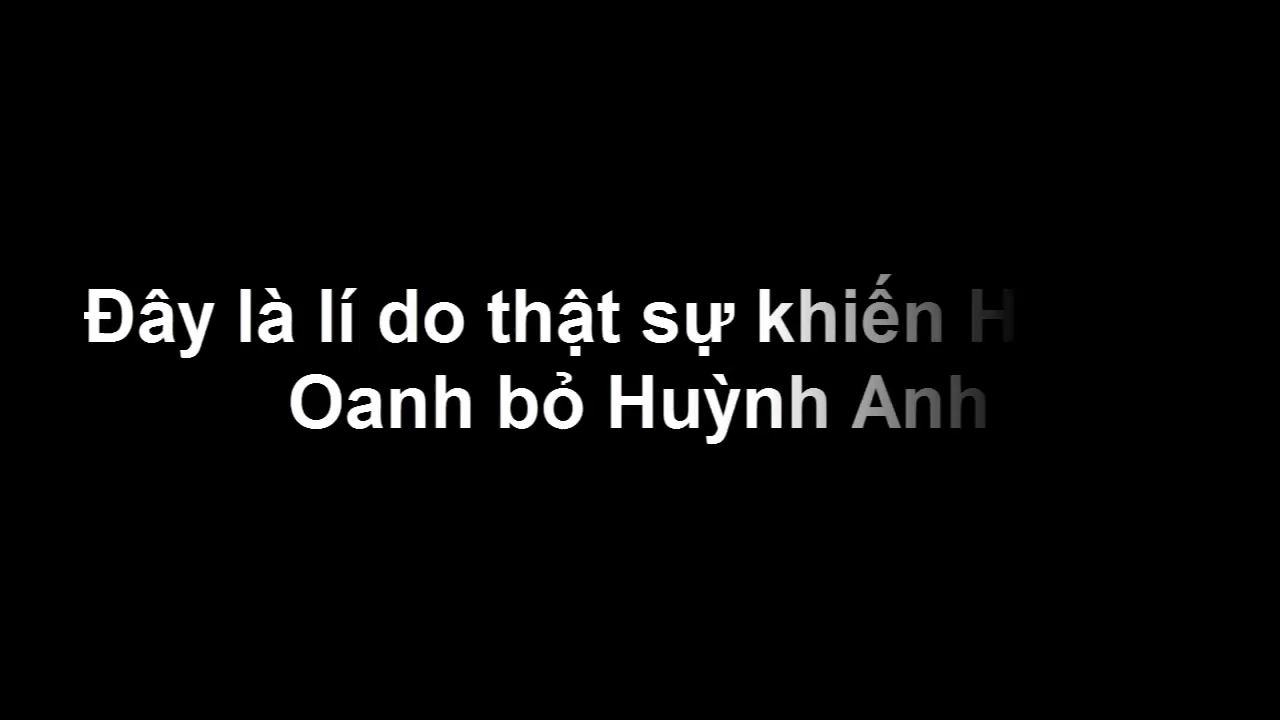 Đây là lí do thật sự khiến
Oanh bỏ Huỳnh Anh